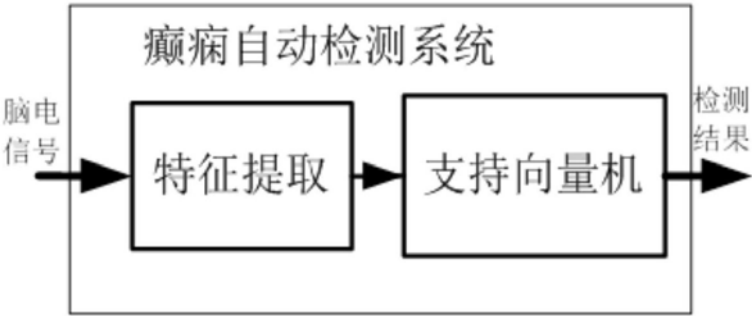 癫痫自动检测系统
脑电
信号
特征提取
支持向量机
检测
结果